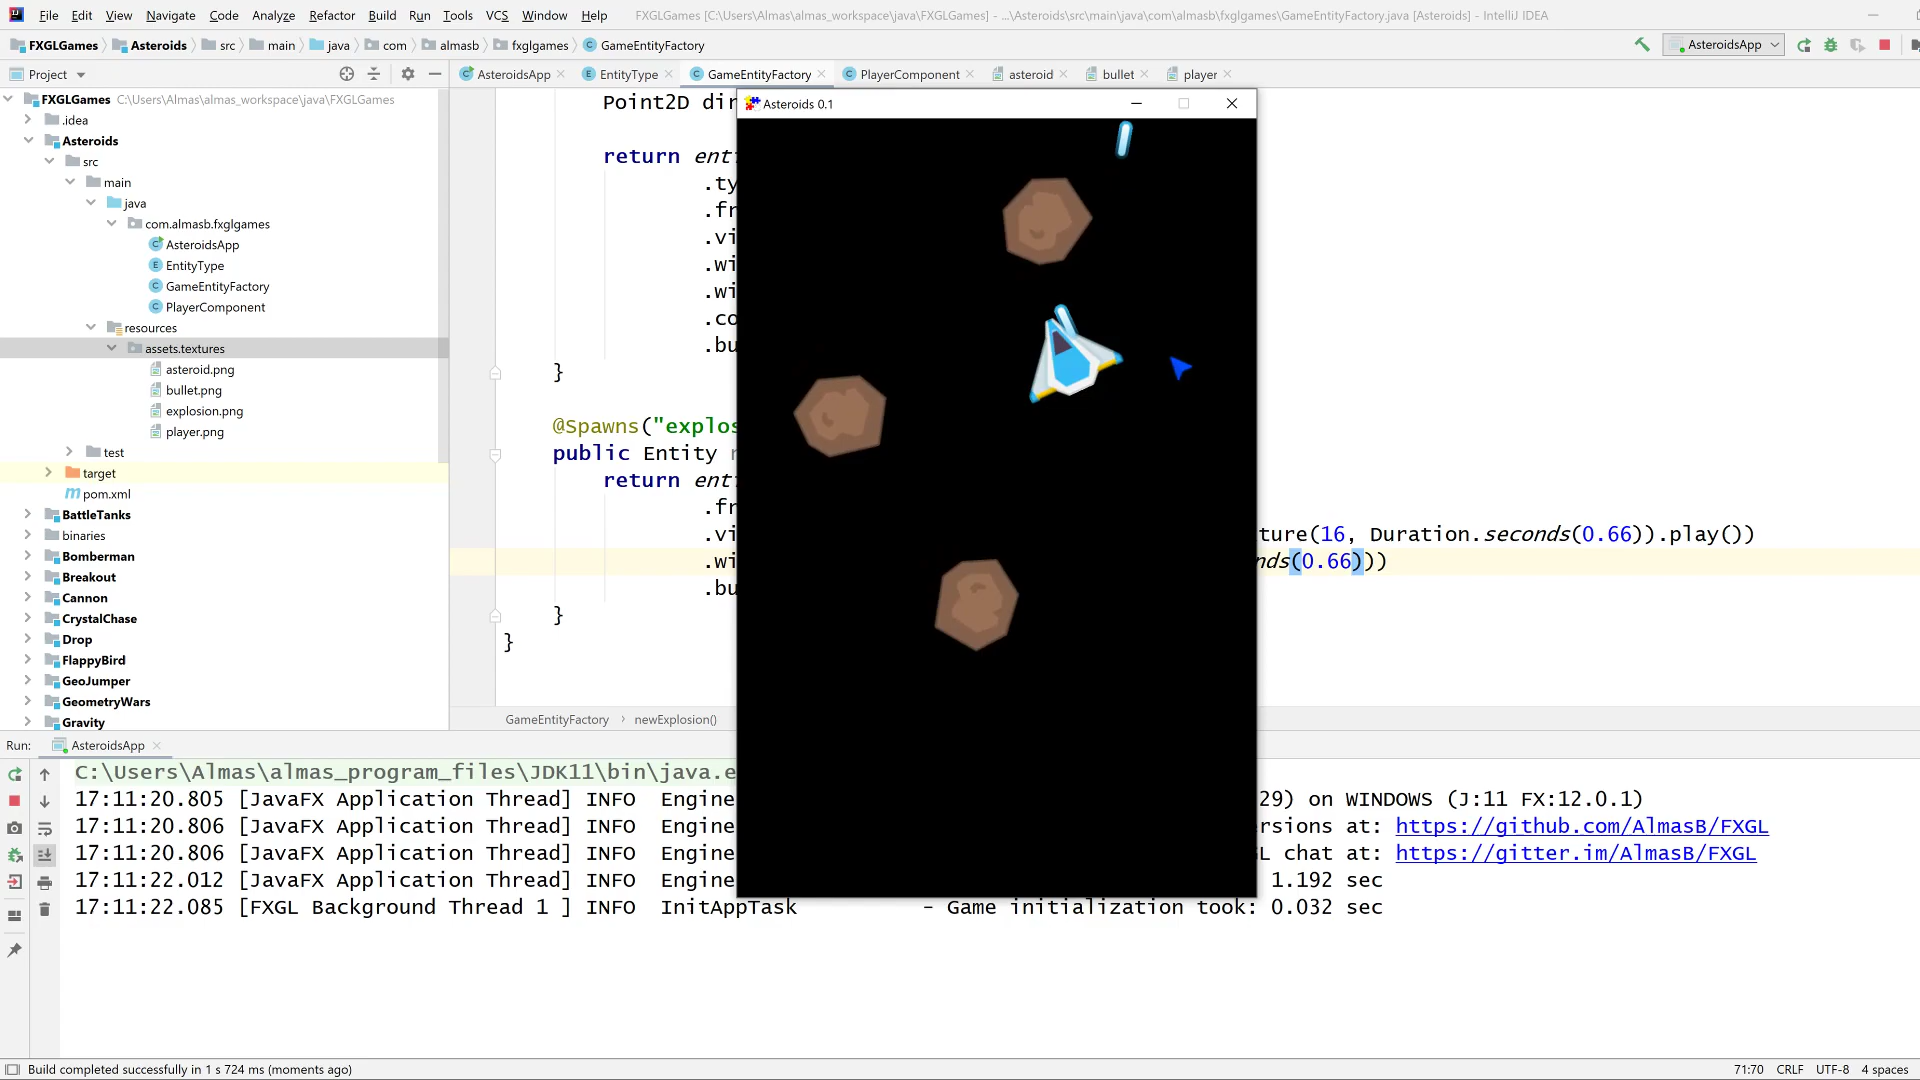 File Edit View Navigate Code Analyze Refactor Build Run Tools VCS Window Help FXGLGames [C:\Users\Almas\almas_workspace\java\FXGLGames] - ...\Asteroids\src\main\java\com\almasb\fxglgames\GameEntityFactory.java [Asteroids] - IntelliJ IDEA
FXGLGames Asteroids src main java com almasb fxglgames GameEntityFactory AsteroidsApp
Project AsteroidsApp EntityType GameEntityFactory PlayerComponent asteroid bullet player
FXGLGames C:\Users\Almas\almas_workspace\java\FXGLGames
.idea
Asteroids
src
main
java
com.almasb.fxglgames
AsteroidsApp
EntityType
GameEntityFactory
PlayerComponent
resources
assets.textures
asteroid.png
bullet.png
explosion.png
player.png
test
target
pom.xml
BattleTanks
binaries
Bomberman
Breakout
Cannon
CrystalChase
Drop
FlappyBird
GeoJumper
GeometryWars
Gravity
Point2D dir
return ent
.ty
.fr
.vi
.wi
.wi
.co
.bu
}
@Spawns("explos
public Entity n
return ent
.fr
.vi ture(16, Duration.seconds(0.66)).play())
.wi nds(0.66)))
.bu
}
}
GameEntityFactory › newExplosion()
Asteroids 0.1
Run: AsteroidsApp
C:\Users\Almas\almas_program_files\JDK11\bin\java.e
17:11:20.805 [JavaFX Application Thread] INFO Engine 29) on WINDOWS (J:11 FX:12.0.1)
17:11:20.806 [JavaFX Application Thread] INFO Engine rsions at: https://github.com/AlmasB/FXGL
17:11:20.806 [JavaFX Application Thread] INFO Engine L chat at: https://gitter.im/AlmasB/FXGL
17:11:22.012 [JavaFX Application Thread] INFO Engine 1.192 sec
17:11:22.085 [FXGL Background Thread 1 ] INFO InitAppTask - Game initialization took: 0.032 sec
Build completed successfully in 1 s 724 ms (moments ago) 71:70 CRLF UTF-8 4 spaces